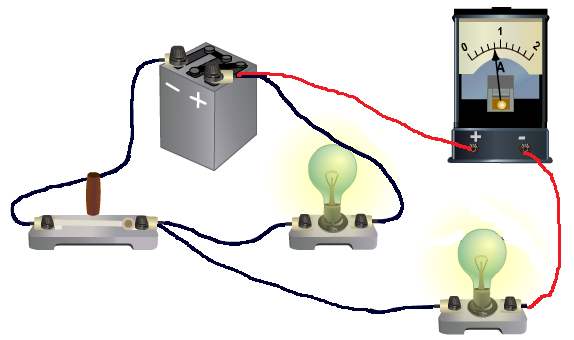 0 1 2
A
+ -
− +